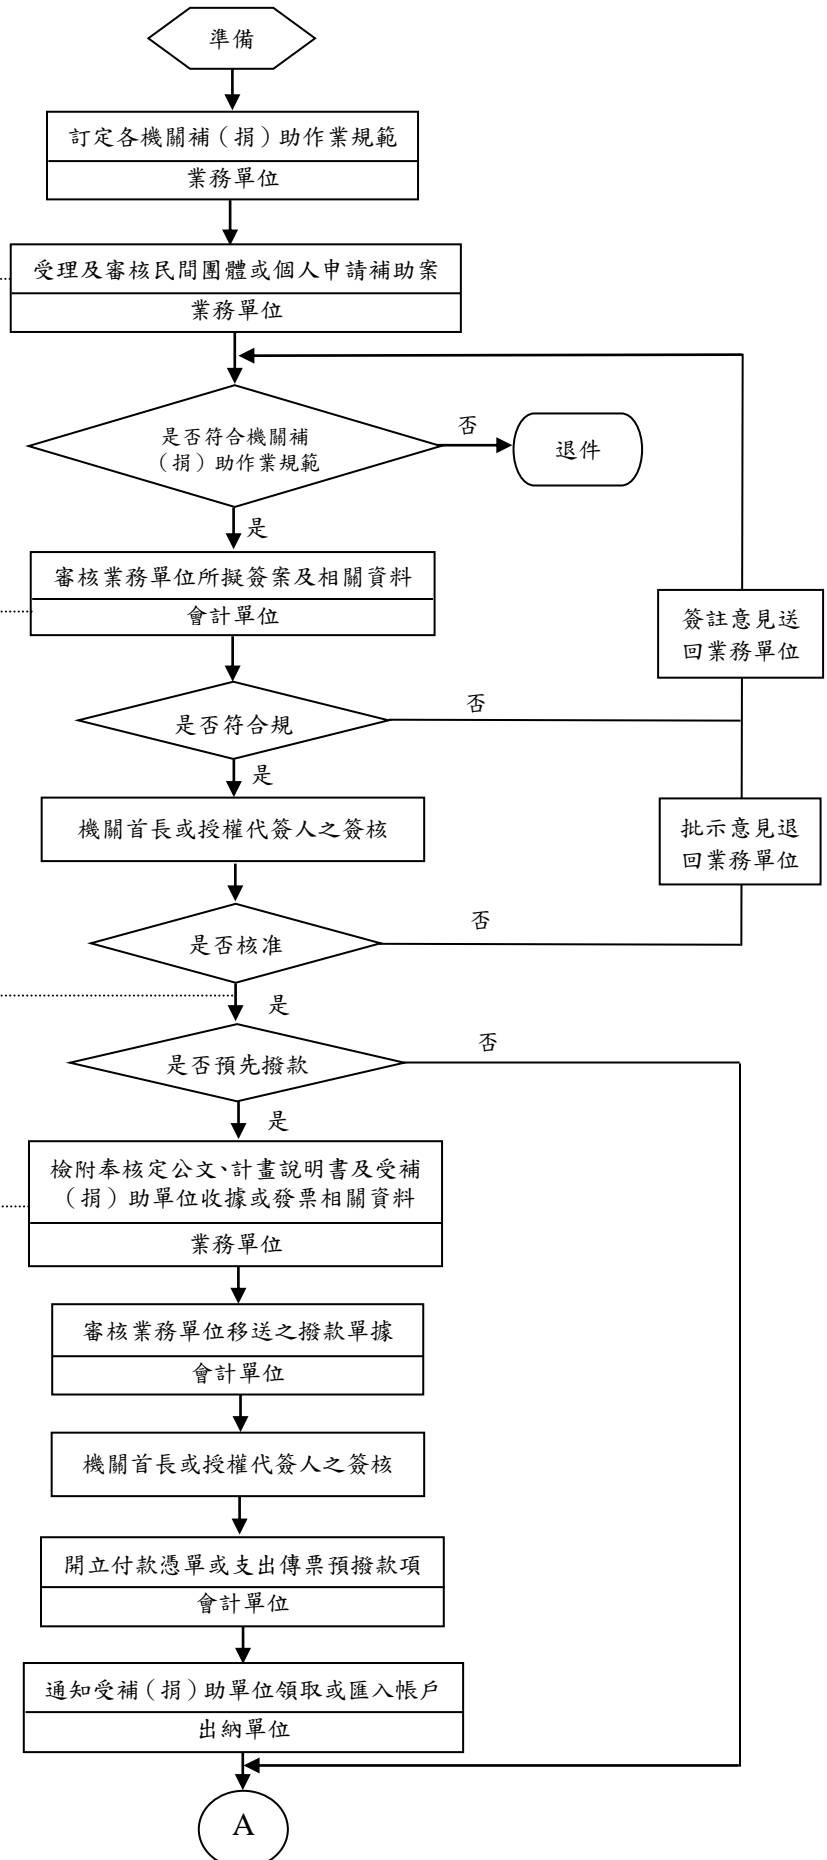 準備
訂定各機關補（捐）助作業規範
業務單位
受理及審核民間團體或個人申請補助案
業務單位
是否符合機關補
（捐）助作業規範
否
退件
是
審核業務單位所擬簽案及相關資料
會計單位
簽註意見送
回業務單位
是否符合規
否
是
機關首長或授權代簽人之簽核
批示意見退
回業務單位
是否核准
否
是
是否預先撥款
否
是
檢附奉核定公文、計畫說明書及受補
（捐）助單位收據或發票相關資料
業務單位
審核業務單位移送之撥款單據
會計單位
機關首長或授權代簽人之簽核
開立付款憑單或支出傳票預撥款項
會計單位
通知受補（捐）助單位領取或匯入帳戶
出納單位
A